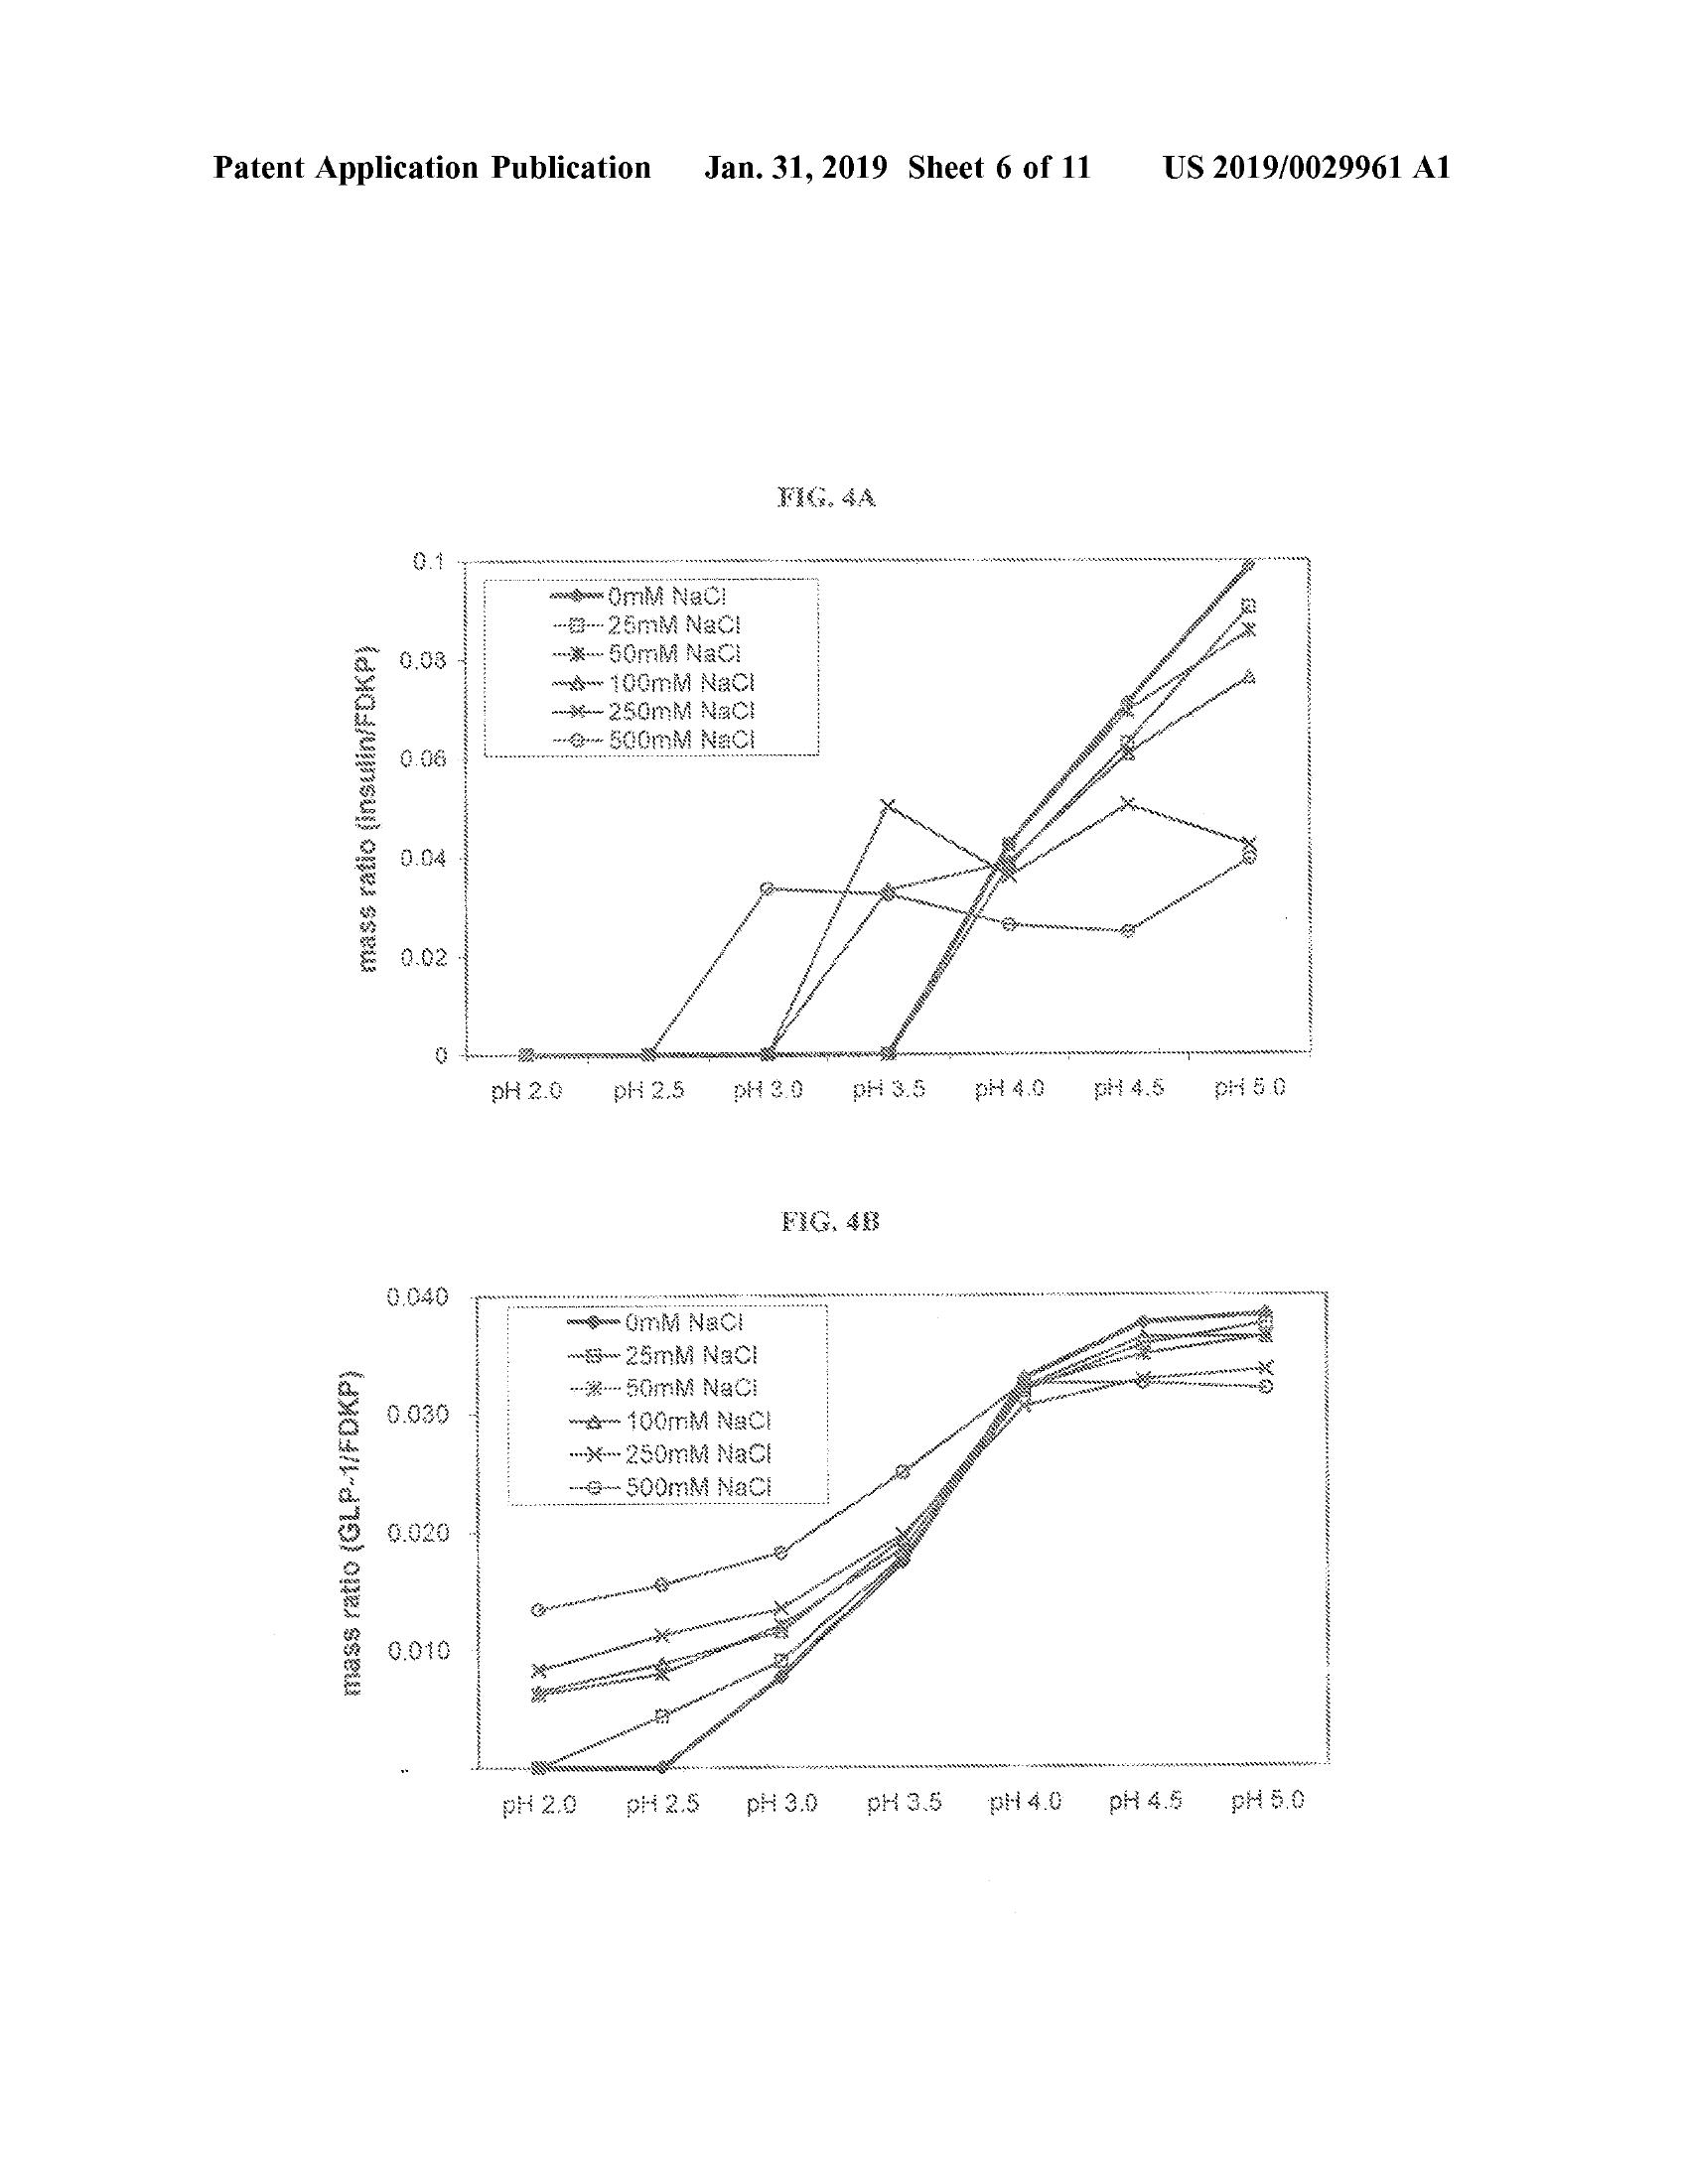 Patent Application Publication Jan. 31, 2019 Sheet 6 of 11 US 2019/0029961 A1
FIG. 4A
mass ratio (insulin/FDKP)
0.1
0.08
0.06
0.04
0.02
0
0mM NaCl
25mM NaCl
50mM NaCl
100mM NaCl
250mM NaCl
500mM NaCl
pH 2.0 pH 2.5 pH 3.0 pH 3.5 pH 4.0 pH 4.5 pH 5.0
FIG. 4B
mass ratio (GLP-1/FDKP)
0.040
0.030
0.020
0.010
-
0mM NaCl
25mM NaCl
50mM NaCl
100mM NaCl
250mM NaCl
500mM NaCl
pH 2.0 pH 2.5 pH 3.0 pH 3.5 pH 4.0 pH 4.5 pH 5.0